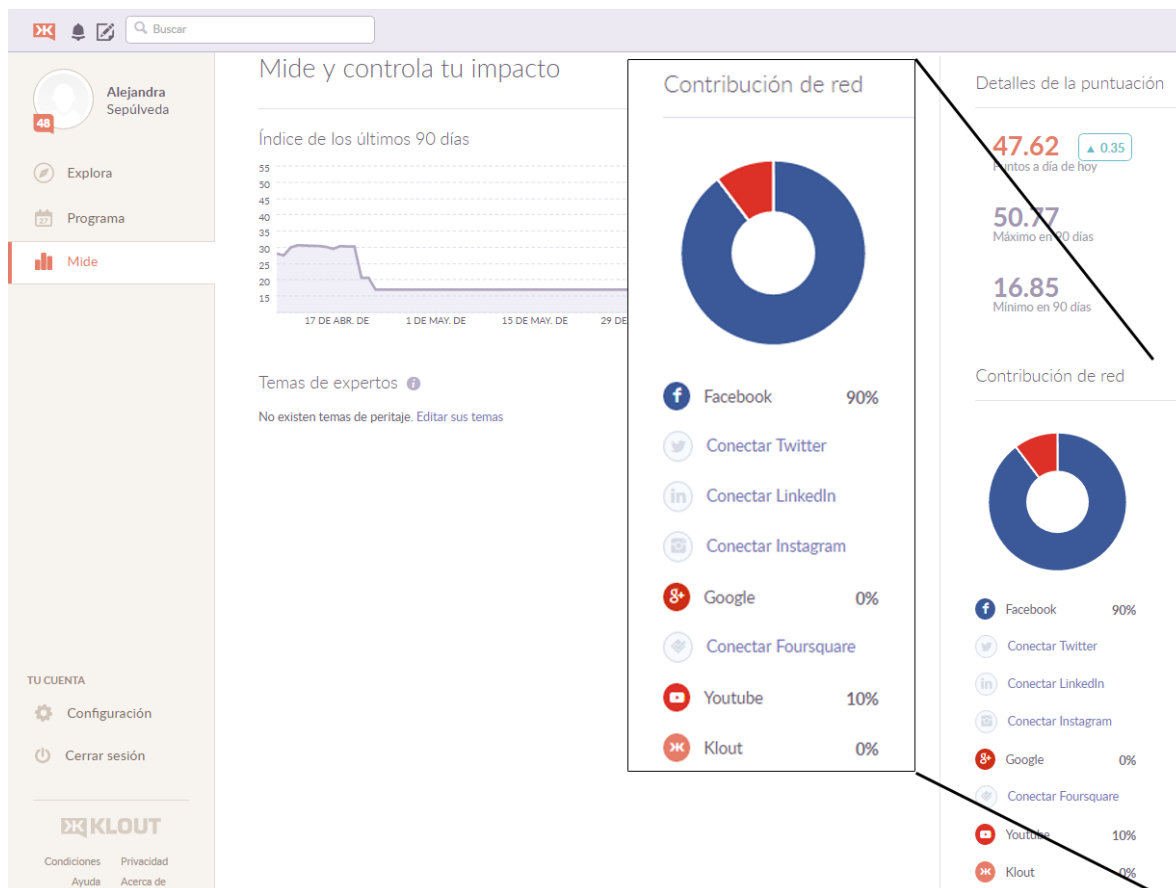 Buscar
Alejandra
Sepúlveda
48
Explora
27
Programa
Mide
TU CUENTA
Configuración
Cerrar sesión
KLOUT
Condiciones Privacidad
Ayuda Acerca de
Mide y controla tu impacto
Índice de los últimos 90 días
55
50
45
40
35
30
25
20
15
17 DE ABR. DE 1 DE MAY. DE 15 DE MAY. DE 29 DE
Temas de expertos
No existen temas de peritaje. Editar sus temas
Contribución de red
Facebook 90%
Conectar Twitter
Conectar LinkedIn
Conectar Instagram
Google 0%
Conectar Foursquare
Youtube 10%
Klout 0%
Detalles de la puntuación
47.62 0.35
Puntos a día de hoy
50.77
Máximo en 90 días
16.85
Mínimo en 90 días
Contribución de red
Facebook 90%
Conectar Twitter
Conectar LinkedIn
Conectar Instagram
Google 0%
Conectar Foursquare
Youtube 10%
Klout 0%